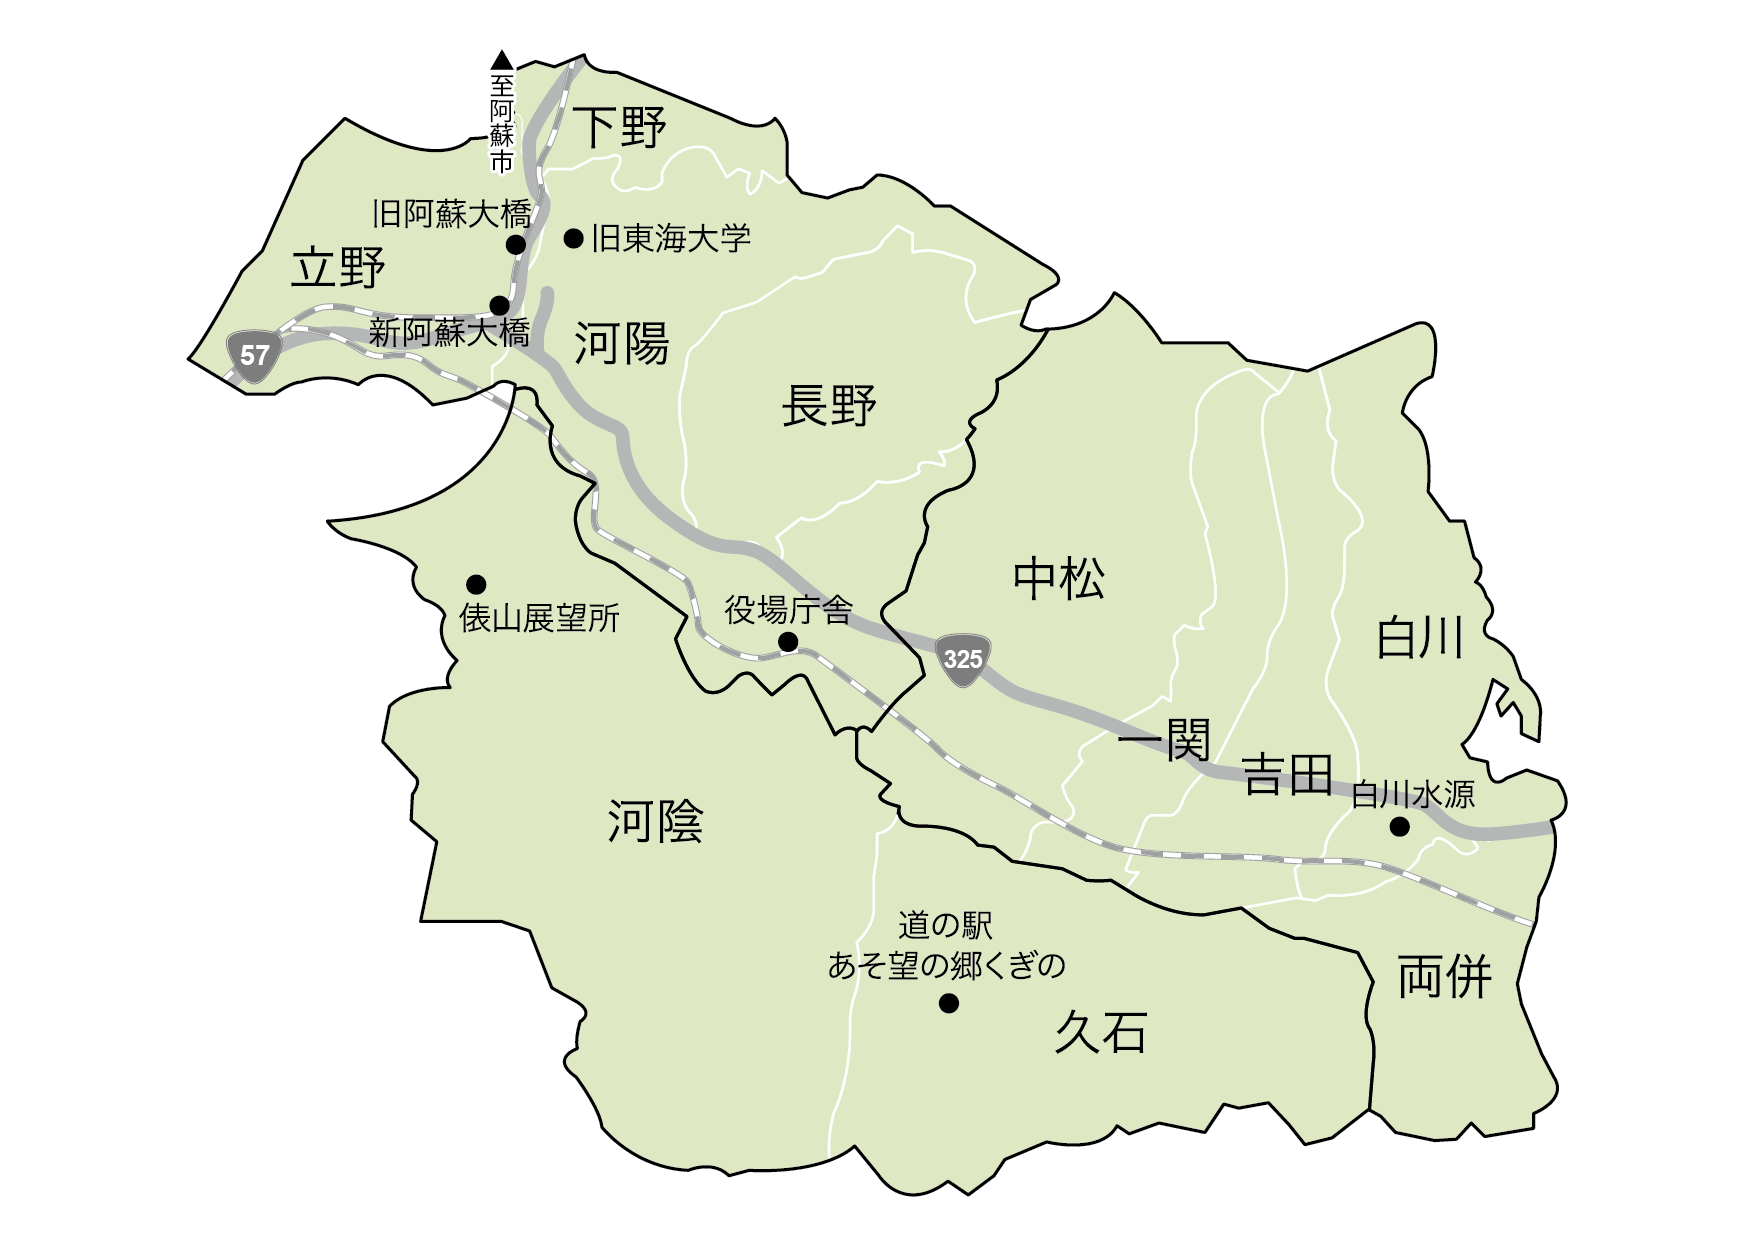 至阿蘇市
下野
旧阿蘇大橋
旧東海大学
立野
新阿蘇大橋
57
河陽
長野
中松
俵山展望所
役場庁舎
白川
325
一関
吉田
白川水源
河陰
道の駅
あそ望の郷くぎの
両併
久石